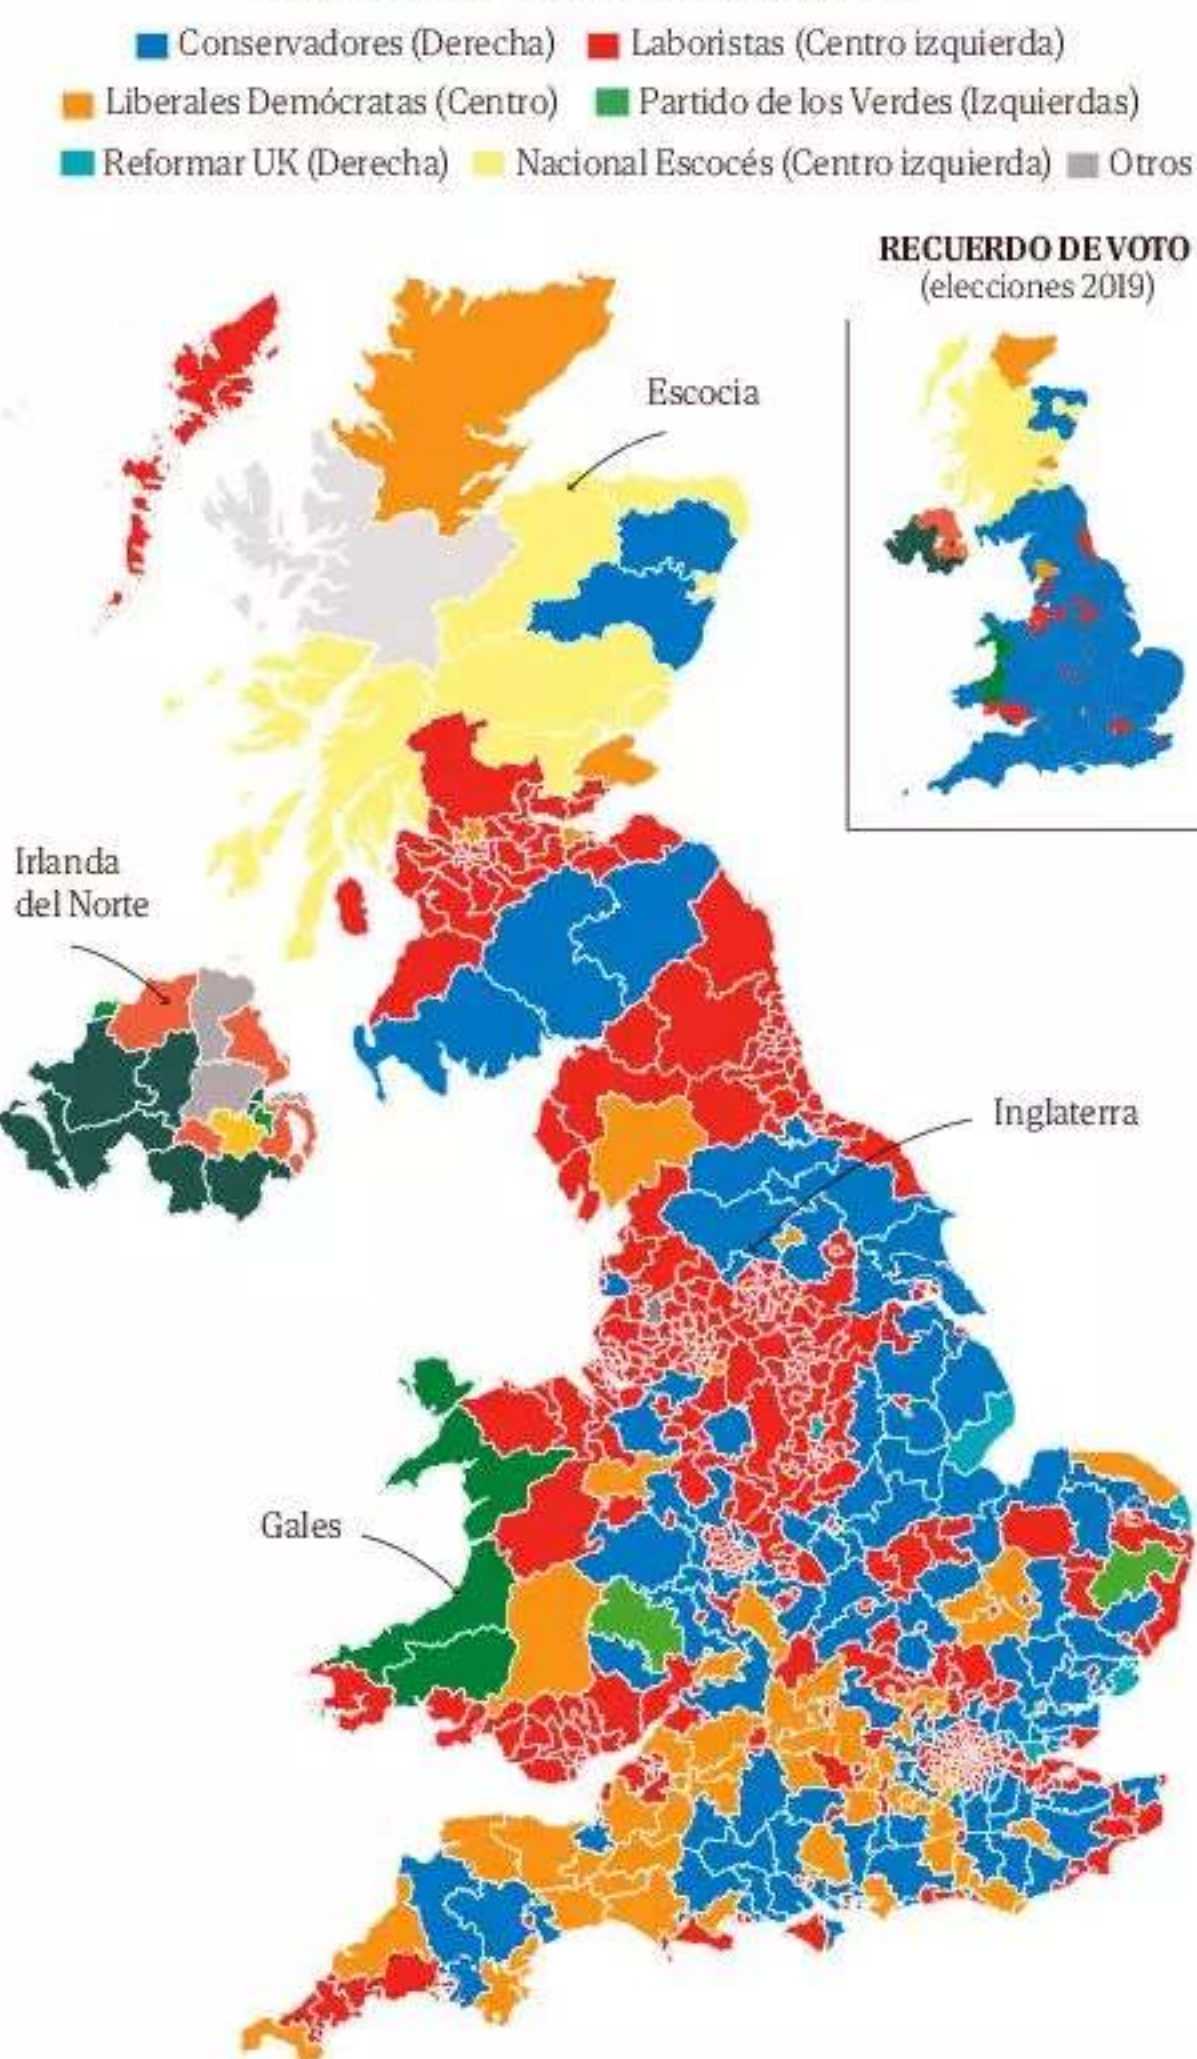 Conservadores (Derecha) Laboristas (Centro izquierda)
Liberales Demócratas (Centro) Partido de los Verdes (Izquierdas)
Reformar UK (Derecha) Nacional Escocés (Centro izquierda) Otros
RECUERDO DE VOTO
(elecciones 2019)
Escocia
Irlanda
del Norte
Inglaterra
Gales